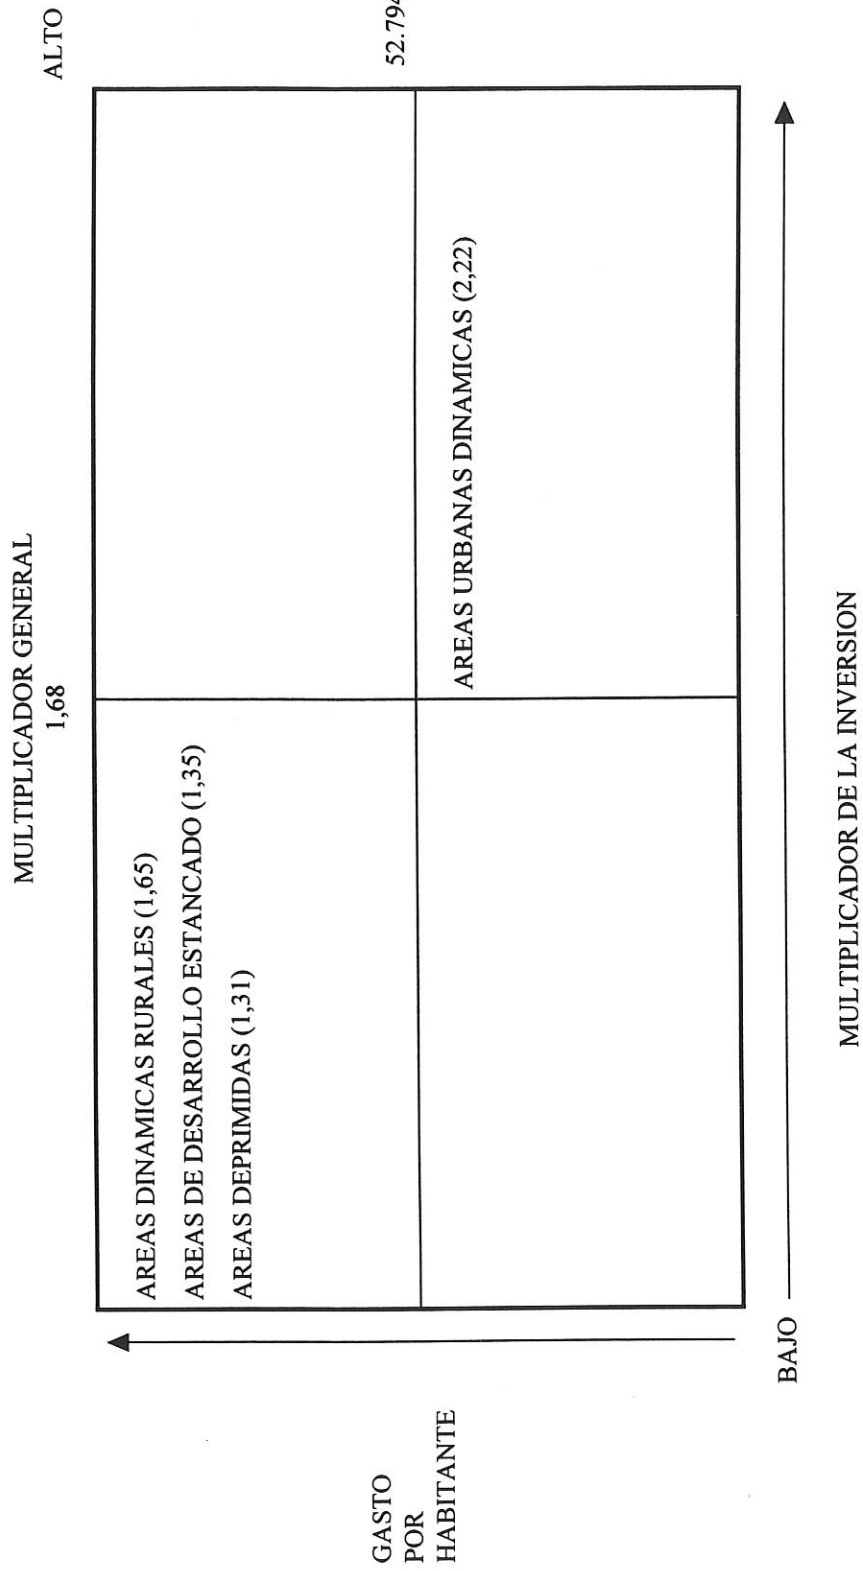 MULTIPLICADOR GENERAL
1,68
ALTO
AREAS DINAMICAS RURALES (1,65)
AREAS DE DESARROLLO ESTANCADO (1,35)
AREAS DEPRIMIDAS (1,31)
GASTO
POR
HABITANTE
52.794
AREAS URBANAS DINAMICAS (2,22)
BAJO
MULTIPLICADOR DE LA INVERSION